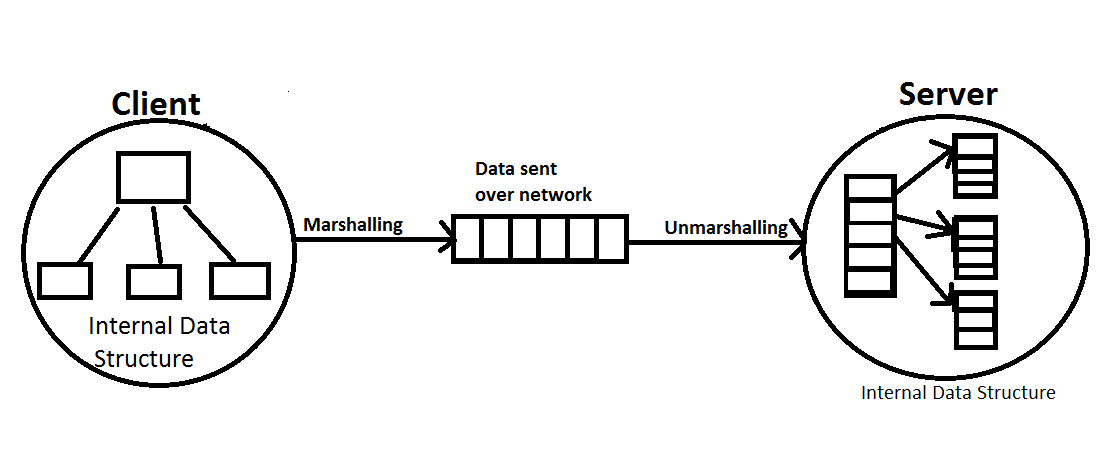 Client
Server
Data sent
over network
Marshalling
Unmarshalling
Internal Data
Structure
Internal Data Structure